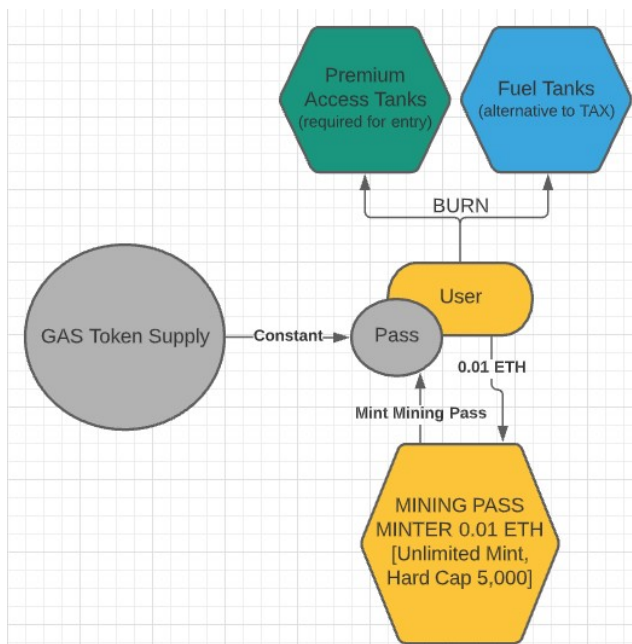 Premium
Access Tanks
(required for entry)
Fuel Tanks
(alternative to TAX)
BURN
User
GAS Token Supply
Constant
Pass
0.01 ETH
Mint Mining Pass
MINING PASS
MINTER 0.01 ETH
[Unlimited Mint,
Hard Cap 5,000]